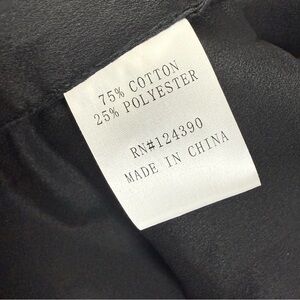 75% COTTON
25% POLYESTER
RN#124390
MADE IN CHINA